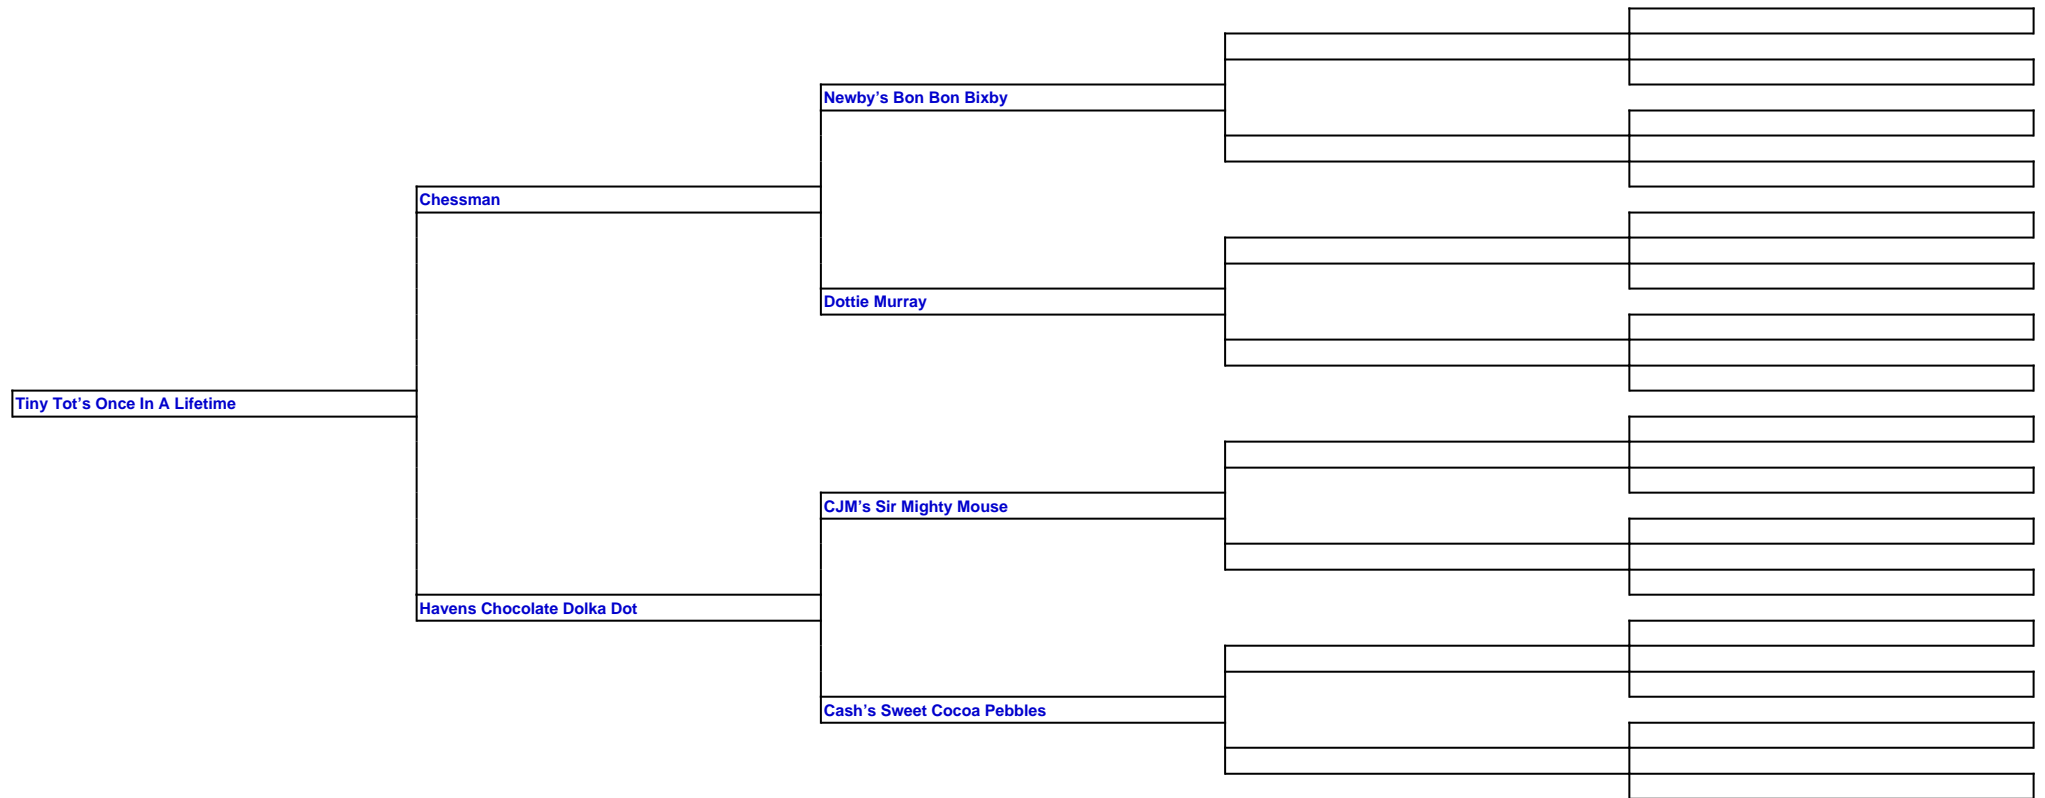 Newby’s Bon Bon Bixby
Chessman
Dottie Murray
Tiny Tot’s Once In A Lifetime
CJM’s Sir Mighty Mouse
Havens Chocolate Dolka Dot
Cash’s Sweet Cocoa Pebbles